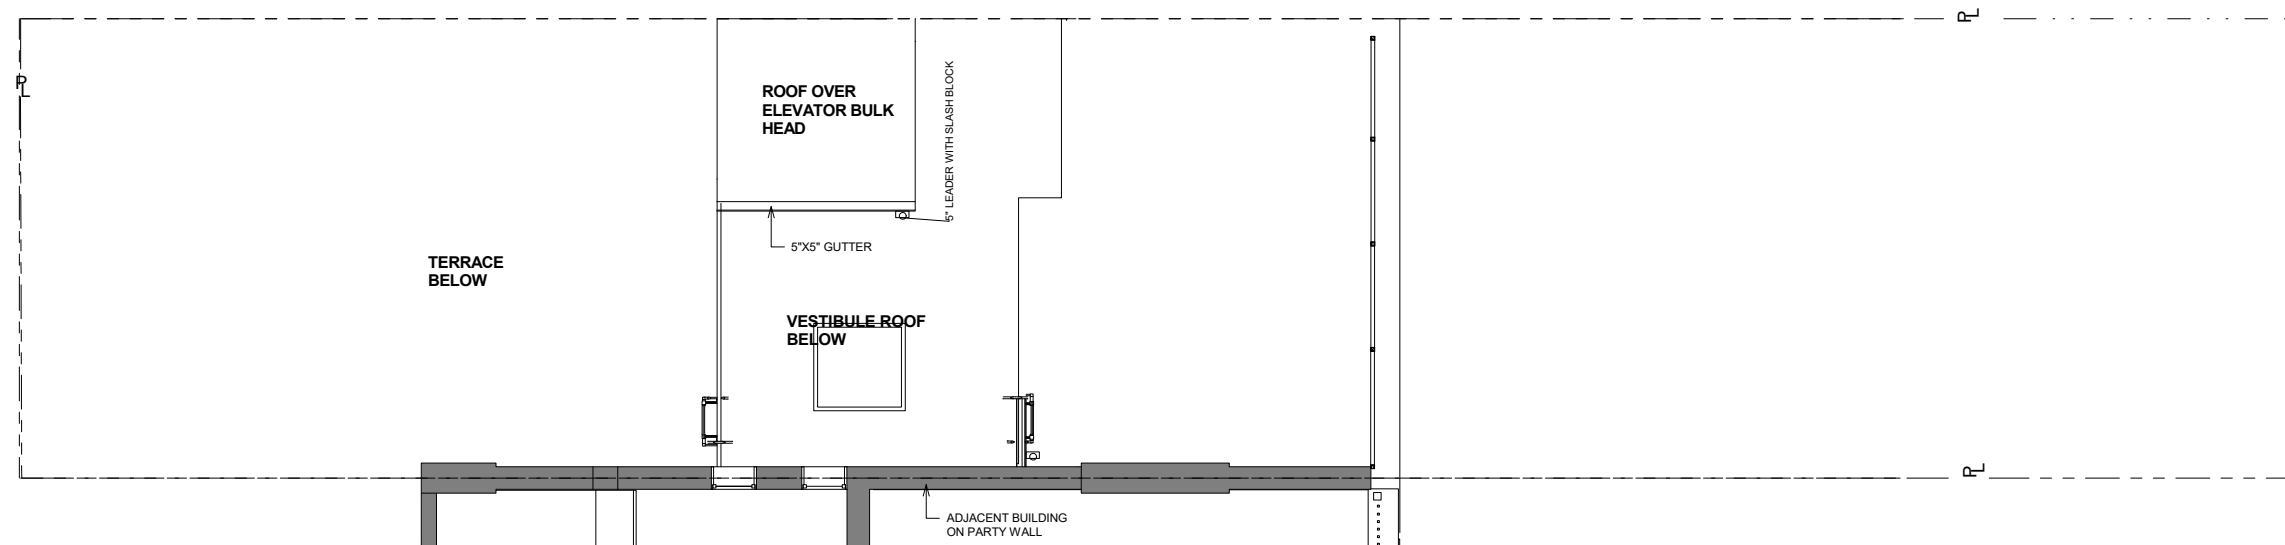 PL
PL
ROOF OVER
ELEVATOR BULK
HEAD
5" LEADER WITH SLASH BLOCK
5"X5" GUTTER
TERRACE
BELOW
VESTIBULE ROOF
BELOW
PL
ADJACENT BUILDING
ON PARTY WALL